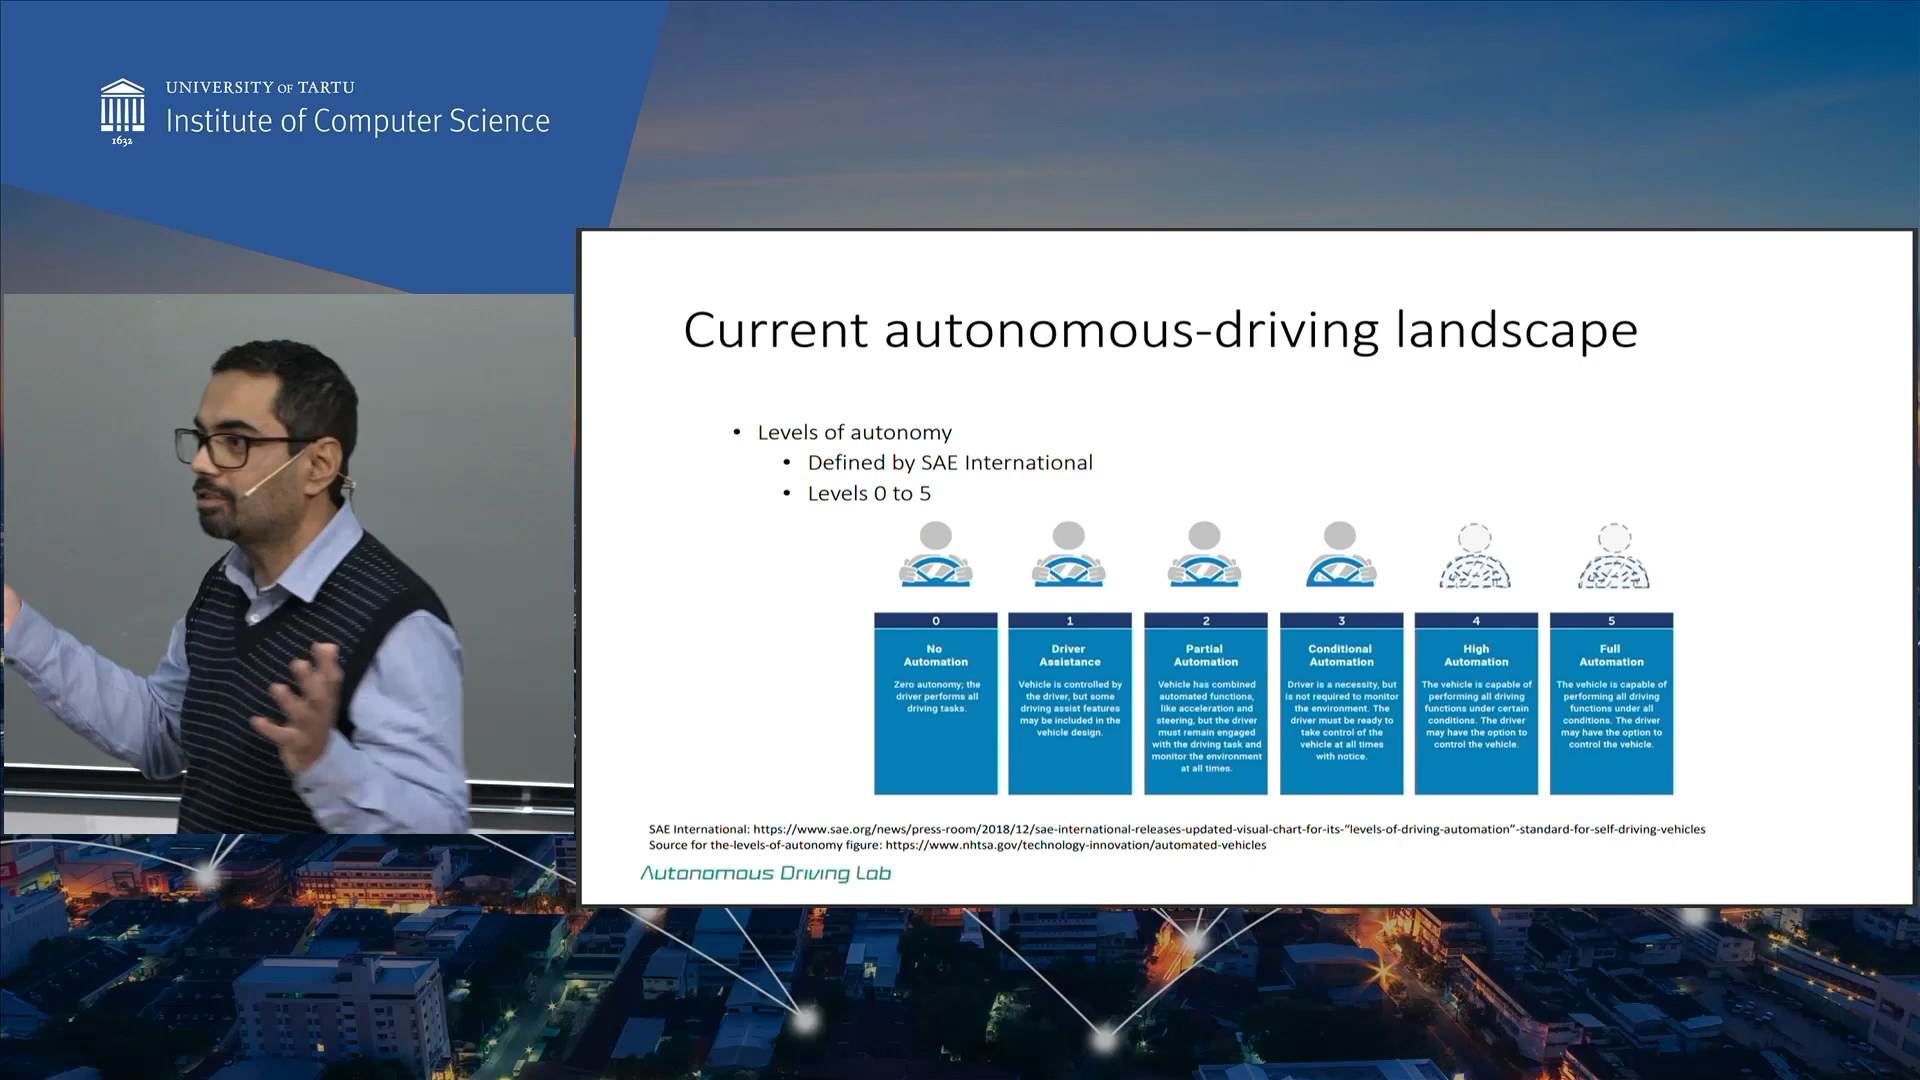 UNIVERSITY OF TARTU
Institute of Computer Science
1632
Current autonomous-driving landscape
• Levels of autonomy
• Defined by SAE International
• Levels 0 to 5
0
No
Automation
Zero autonomy; the
driver performs all
driving tasks.
1
Driver
Assistance
Vehicle is controlled by
the driver, but some
driving assist features
may be included in the
vehicle design.
2
Partial
Automation
Vehicle has combined
automated functions,
like acceleration and
steering, but the driver
must remain engaged
with the driving task and
monitor the environment
at all times.
3
Conditional
Automation
Driver is a necessity, but
is not required to monitor
the environment. The
driver must be ready to
take control of the
vehicle at all times
with notice.
4
High
Automation
The vehicle is capable of
performing all driving
functions under certain
conditions. The driver
may have the option to
control the vehicle.
5
Full
Automation
The vehicle is capable of
performing all driving
functions under all
conditions. The driver
may have the option to
control the vehicle.
SAE International: https://www.sae.org/news/press-room/2018/12/sae-international-releases-updated-visual-chart-for-its-“levels-of-driving-automation”-standard-for-self-driving-vehicles
Source for the-levels-of-autonomy figure: https://www.nhtsa.gov/technology-innovation/automated-vehicles
Autonomous Driving Lab